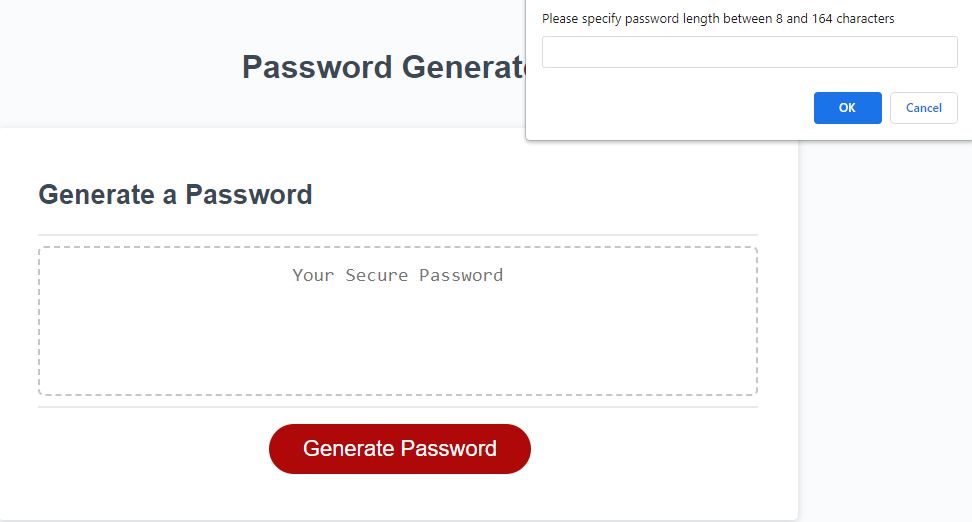 Please specify password length between 8 and 164 characters
Password Generat
OK
Cancel
Generate a Password
Your Secure Password
Generate Password